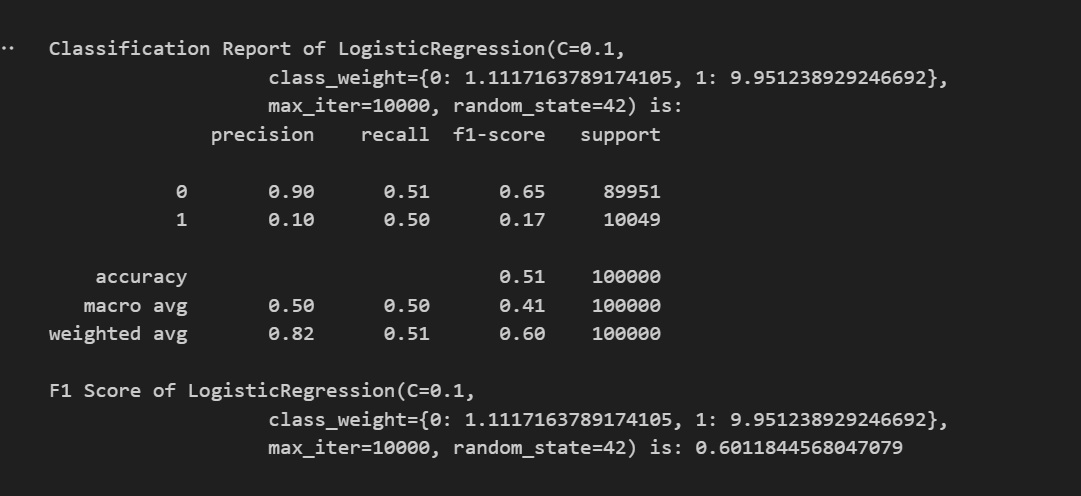 Classification Report of LogisticRegression(C=0.1,
class_weight={0: 1.1117163789174105, 1: 9.951238929246692},
max_iter=10000, random_state=42) is:
precision recall f1-score support
0 0.90 0.51 0.65 89951
1 0.10 0.50 0.17 10049
accuracy 0.51 100000
macro avg 0.50 0.50 0.41 100000
weighted avg 0.82 0.51 0.60 100000
F1 Score of LogisticRegression(C=0.1,
class_weight={0: 1.1117163789174105, 1: 9.951238929246692},
max_iter=10000, random_state=42) is: 0.6011844568047079